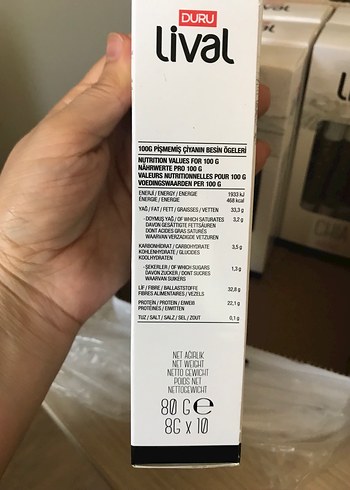 DURU
lival
100G PİŞMEMİŞ ÇİYANIN BESİN ÖGELERİ
NUTRITION VALUES FOR 100 G
NÄHRWERTE PRO 100 G
VALEURS NUTRITIONNELLES POUR 100 G
VOEDINGSWAARDEN PER 100 G
ENERJİ / ENERGY / ENERGIE 1933 kJ
ÉNERGIE / ENERGIE 468 kcal
YAĞ / FAT / FETT / GRAISSES / VETTEN 33,3 g
-DOYMUŞ YAĞ / OF WHICH SATURATES 3,2 g
DAVON GESÄTTIGTE FETTSÄUREN
DONT ACIDES GRAS SATURÉS
WAARVAN VERZADIGDE VETZUREN
KARBONHİDRAT / CARBOHYDRATE 3,5 g
KOHLENHYDRATE / GLUCIDES
KOOLHYDRATEN
-ŞEKERLER / OF WHICH SUGARS 1,3 g
DAVON ZUCKER / DONT SUCRES
WAARVAN SUIKERS
LİF / FIBRE / BALLASTSTOFFE 32,8 g
FIBRES ALIMENTAIRES / VEZELS
PROTEİN / PROTEIN / EIWEIß 22,1 g
PROTÉINES / EIWITTEN
TUZ / SALT / SALZ / SEL / ZOUT 0,1 g
NET AĞIRLIK
NET WEIGHT
NETTO GEWICHT
POIDS NET
NETTOGEWICHT
80 G e
8G x 10